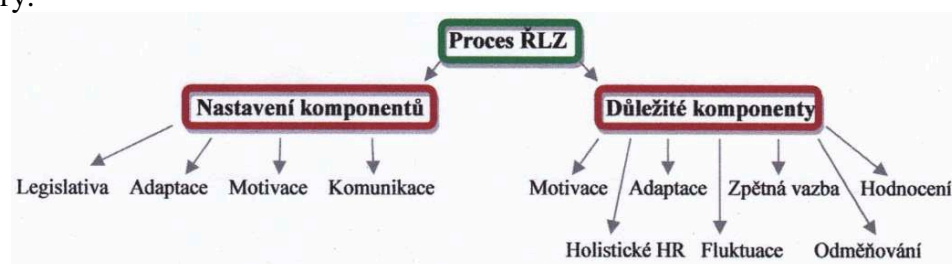 ry.
Proces ŘLZ
Nastavení komponentů
Důležité komponenty
Legislativa Adaptace Motivace Komunikace
Motivace Adaptace Zpětná vazba Hodnocení
Holistické HR Fluktuace Odměňování